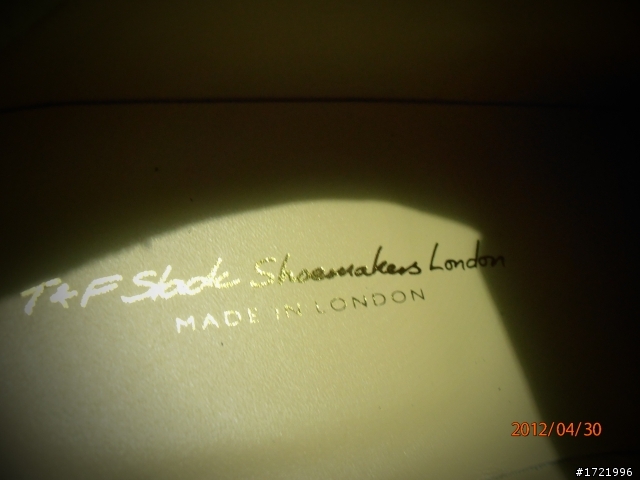 T&F Slack Shoemakers London
MADE IN LONDON
2012/04/30
#1721996